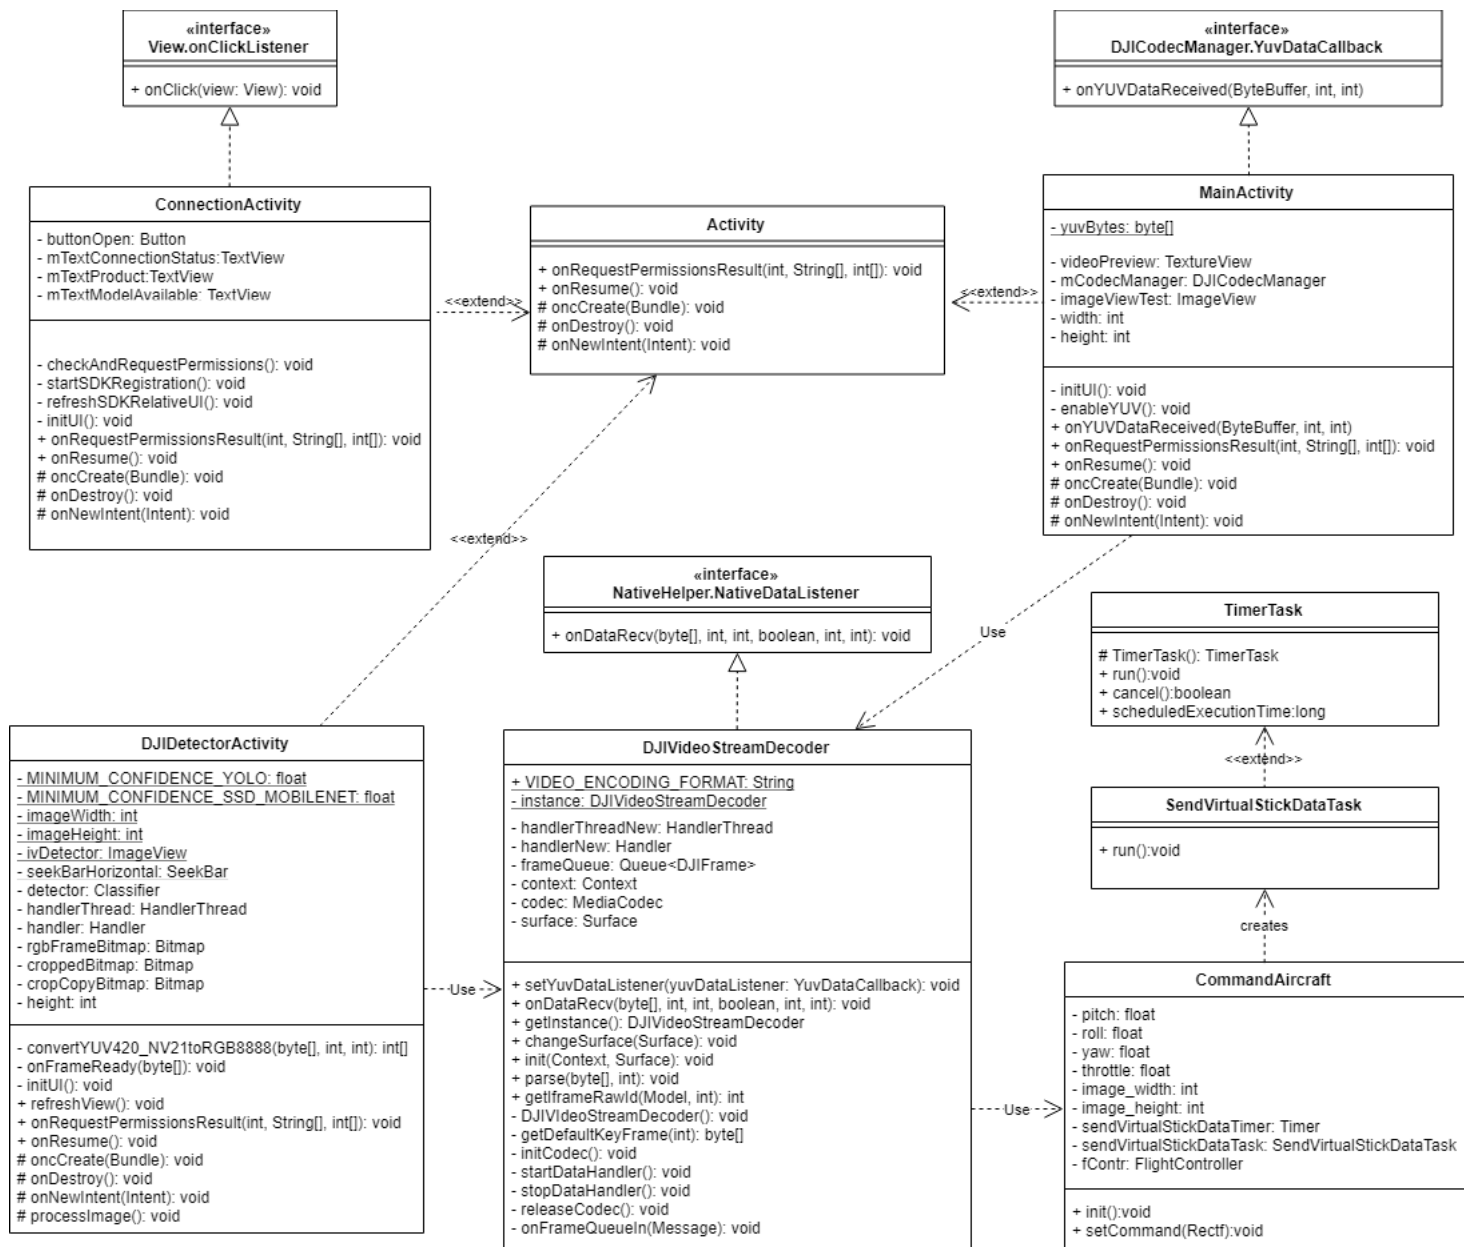 «interface»
View.onClickListener
+ onClick(view: View): void
«interface»
DJICodecManager.YuvDataCallback
+ onYUVDataReceived(ByteBuffer, int, int)
ConnectionActivity
- buttonOpen: Button
- mTextConnectionStatus:TextView
- mTextProduct:TextView
- mTextModelAvailable: TextView
- checkAndRequestPermissions(): void
- startSDKRegistration(): void
- refreshSDKRelativeUI(): void
- initUI(): void
+ onRequestPermissionsResult(int, String[], int[]): void
+ onResume(): void
# oncCreate(Bundle): void
# onDestroy(): void
# onNewIntent(Intent): void
<<extend>>
Activity
+ onRequestPermissionsResult(int, String[], int[]): void
+ onResume(): void
# oncCreate(Bundle): void
# onDestroy(): void
# onNewIntent(Intent): void
<<extend>>
MainActivity
- yuvBytes: byte[]
- videoPreview: TextureView
- mCodecManager: DJICodecManager
- imageViewTest: ImageView
- width: int
- height: int
- initUI(): void
- enableYUV(): void
+ onYUVDataReceived(ByteBuffer, int, int)
+ onRequestPermissionsResult(int, String[], int[]): void
+ onResume(): void
# oncCreate(Bundle): void
# onDestroy(): void
# onNewIntent(Intent): void
<<extend>>
«interface»
NativeHelper.NativeDataListener
+ onDataRecv(byte[], int, int, boolean, int, int): void
Use
TimerTask
# TimerTask(): TimerTask
+ run():void
+ cancel():boolean
+ scheduledExecutionTime:long
<<extend>>
SendVirtualStickDataTask
+ run():void
creates
DJIDetectorActivity
- MINIMUM_CONFIDENCE_YOLO: float
- MINIMUM_CONFIDENCE_SSD_MOBILENET: float
- imageWidth: int
- imageHeight: int
- ivDetector: ImageView
- seekBarHorizontal: SeekBar
- detector: Classifier
- handlerThread: HandlerThread
- handler: Handler
- rgbFrameBitmap: Bitmap
- croppedBitmap: Bitmap
- cropCopyBitmap: Bitmap
- height: int
- convertYUV420_NV21toRGB8888(byte[], int, int): int[]
- onFrameReady(byte[]): void
- initUI(): void
+ refreshView(): void
+ onRequestPermissionsResult(int, String[], int[]): void
+ onResume(): void
# oncCreate(Bundle): void
# onDestroy(): void
# onNewIntent(Intent): void
# processImage(): void
Use
DJIVideoStreamDecoder
+ VIDEO_ENCODING_FORMAT: String
- instance: DJIVideoStreamDecoder
- handlerThreadNew: HandlerThread
- handlerNew: Handler
- frameQueue: Queue<DJIFrame>
- context: Context
- codec: MediaCodec
- surface: Surface
+ setYuvDataListener(yuvDataListener: YuvDataCallback): void
+ onDataRecv(byte[], int, int, boolean, int, int): void
+ getInstance(): DJIVideoStreamDecoder
+ changeSurface(Surface): void
+ init(Context, Surface): void
+ parse(byte[], int): void
+ getIframeRawId(Model, int): int
- DJIVIdeoStreamDecoder(): void
- getDefaultKeyFrame(int): byte[]
- initCodec(): void
- startDataHandler(): void
- stopDataHandler(): void
- releaseCodec(): void
- onFrameQueueIn(Message): void
Use
CommandAircraft
- pitch: float
- roll: float
- yaw: float
- throttle: float
- image_width: int
- image_height: int
- sendVirtualStickDataTimer: Timer
- sendVirtualStickDataTask: SendVirtualStickDataTask
- fContr: FlightController
+ init():void
+ setCommand(Rectf):void